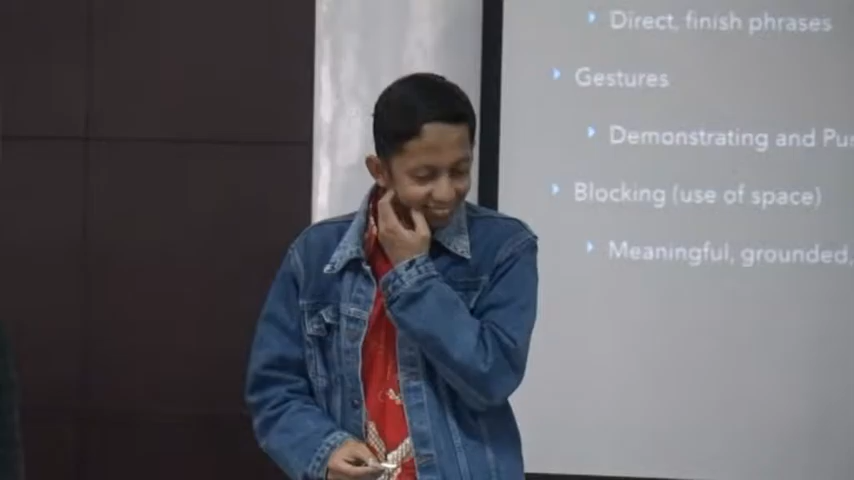 Direct, finish phrases
Gestures
Demonstrating and
Blocking (use of space)
Meaningful, grounded,